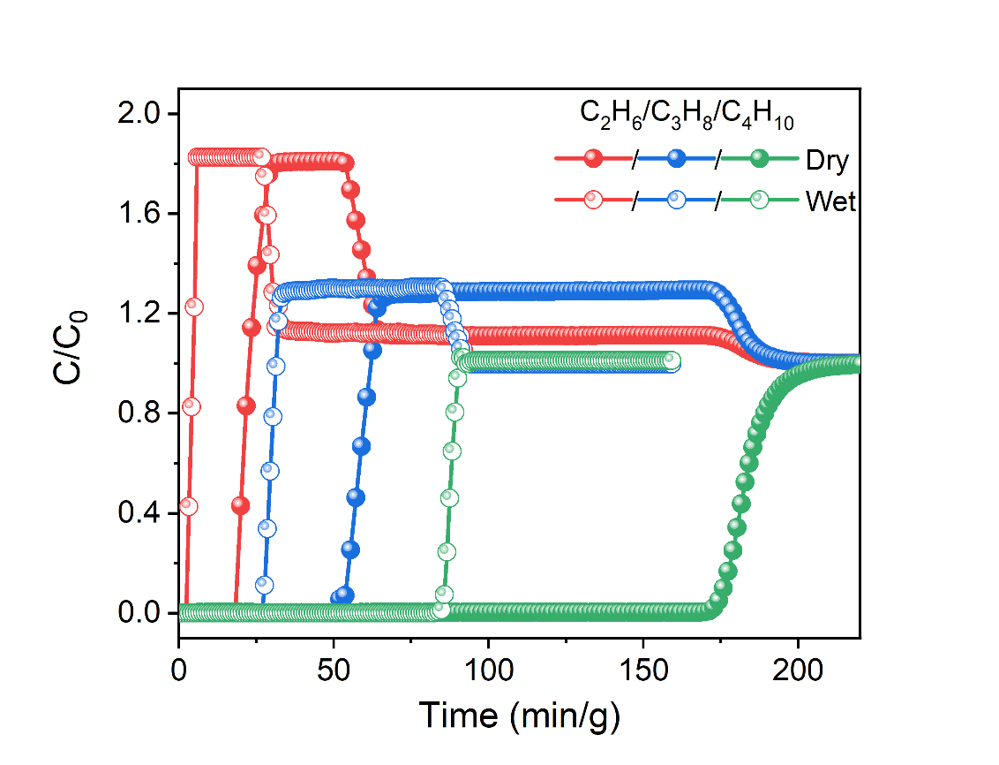 C₂H₆/C₃H₈/C₄H₁₀
/ / Dry
/ / Wet
2.0
1.6
1.2
0.8
0.4
0.0
C/C₀
0 50 100 150 200
Time (min/g)